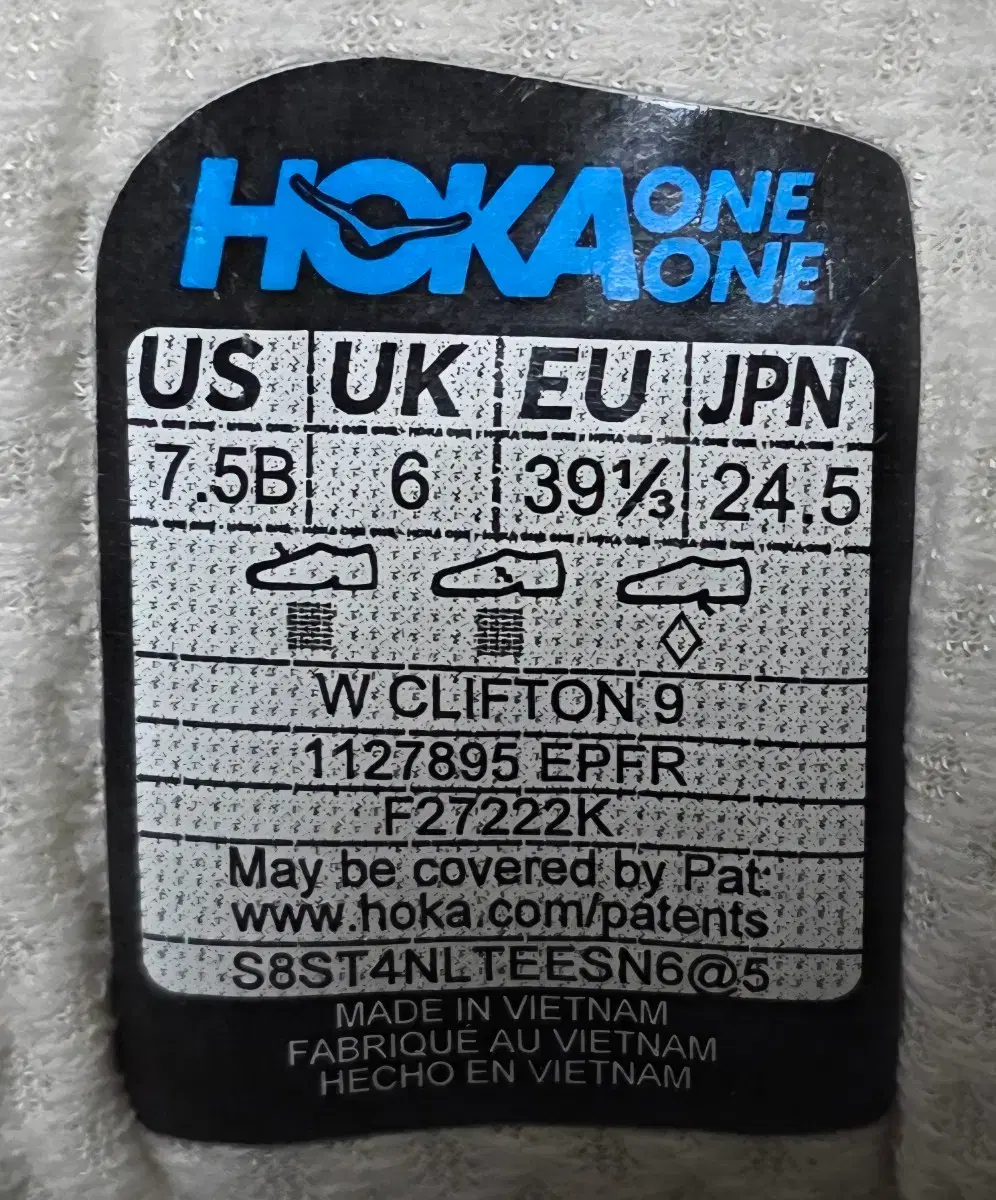 HOKA ONE ONE
US UK EU JPN
7.5B 6 39⅓ 24.5
W CLIFTON 9
1127895 EPFR
F27222K
May be covered by Pat:
www.hoka.com/patents
S8ST4NLTEESN6@5
MADE IN VIETNAM
FABRIQUÉ AU VIETNAM
HECHO EN VIETNAM